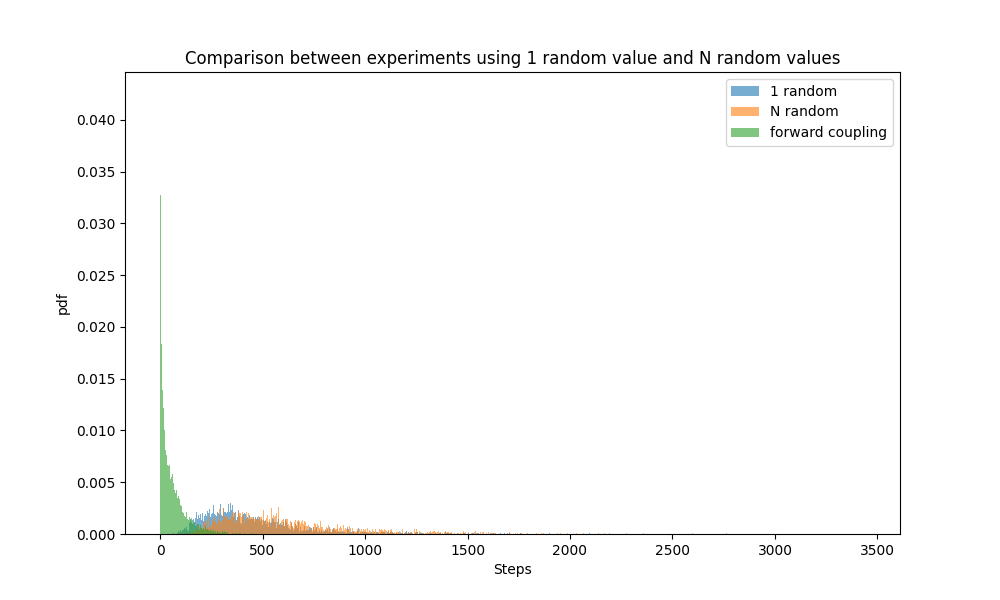 Comparison between experiments using 1 random value and N random values
1 random
N random
forward coupling
0.040
0.035
0.030
0.025
0.020
0.015
0.010
0.005
0.000
pdf
0 500 1000 1500 2000 2500 3000 3500
Steps